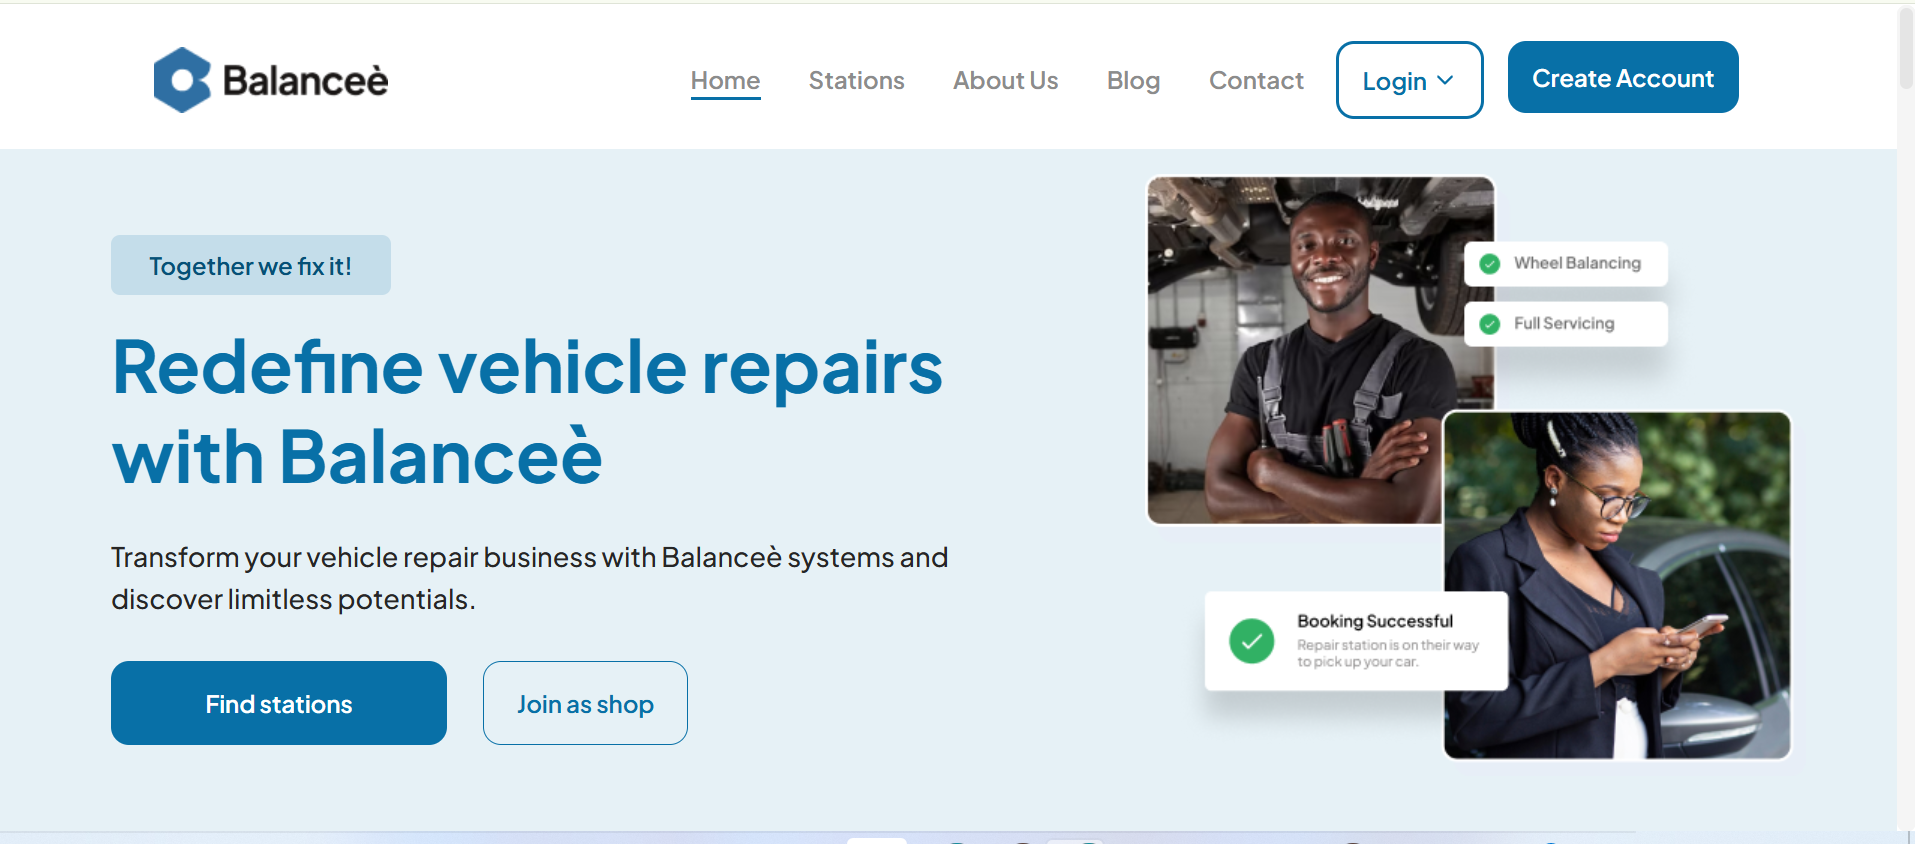 Balanceè
Home
Stations
About Us
Blog
Contact
Login
Create Account
Together we fix it!
Redefine vehicle repairs
with Balanceè
Transform your vehicle repair business with Balanceè systems and
discover limitless potentials.
Find stations
Join as shop
Wheel Balancing
Full Servicing
Booking Successful
Repair station is on their way
to pick up your car.